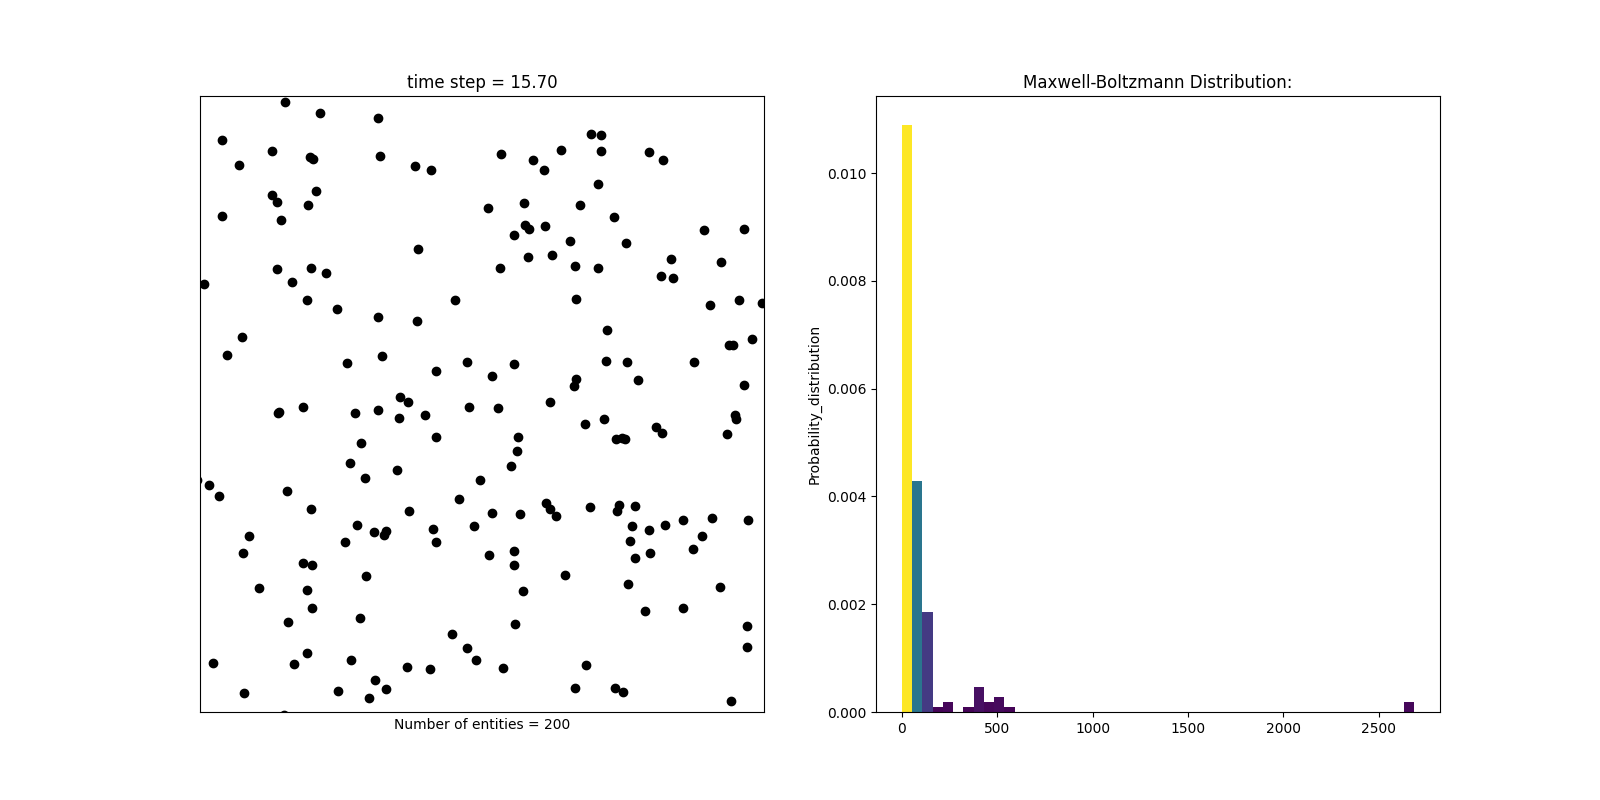 time step = 15.70
Number of entities = 200
Maxwell-Boltzmann Distribution:
Probability_distribution
0.010
0.008
0.006
0.004
0.002
0.000
0 500 1000 1500 2000 2500